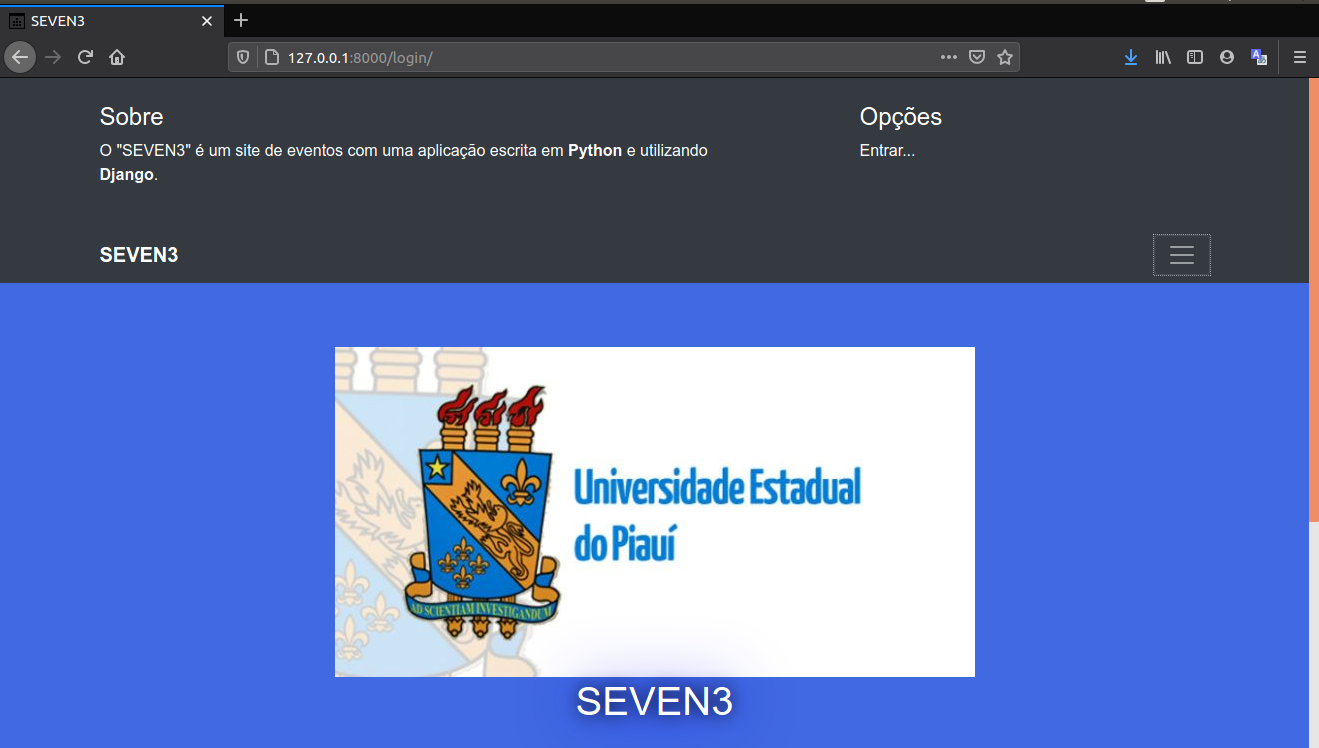 SEVEN3
127.0.0.1:8000/login/
Sobre
O "SEVEN3" é um site de eventos com uma aplicação escrita em Python e utilizando
Django.
Opções
Entrar...
SEVEN3
Universidade Estadual
do Piauí
AD SCIENTIAM INVESTIGANDUM
SEVEN3